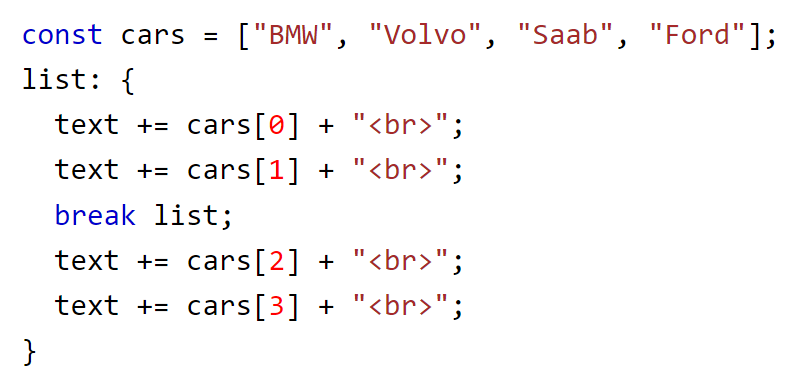 const cars = ["BMW", "Volvo", "Saab", "Ford"];
list: {
  text += cars[0] + "<br>";
  text += cars[1] + "<br>";
  break list;
  text += cars[2] + "<br>";
  text += cars[3] + "<br>";
}